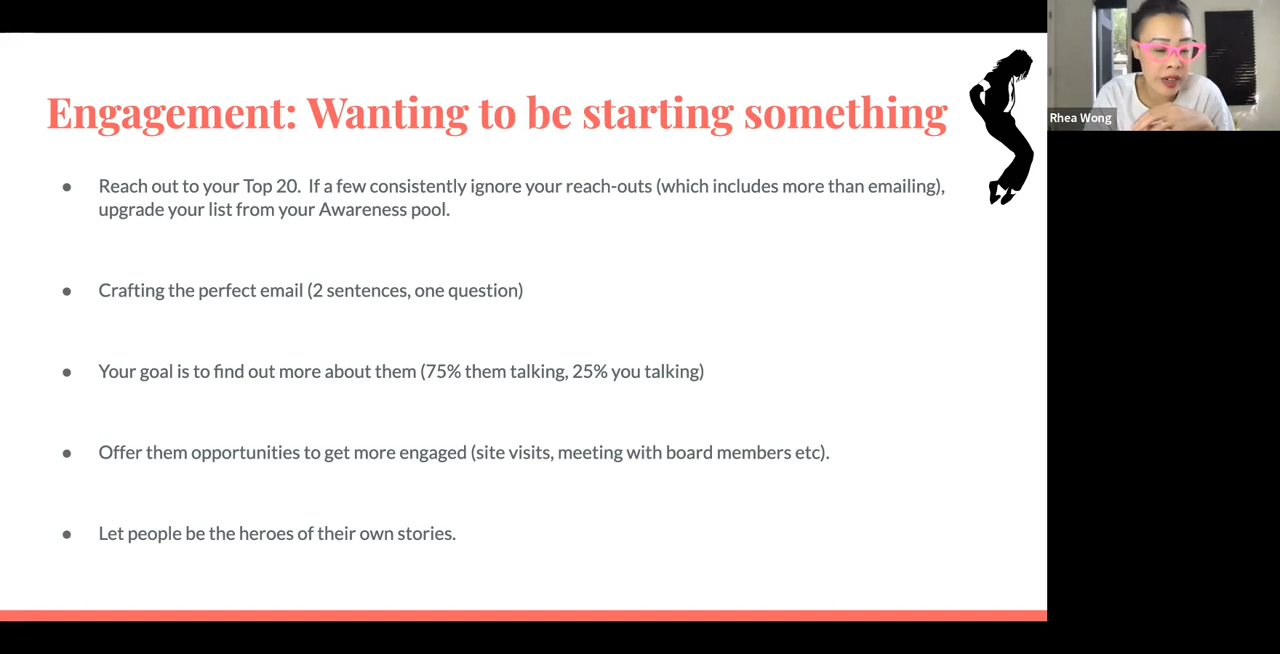 Engagement: Wanting to be starting something
● Reach out to your Top 20.  If a few consistently ignore your reach-outs (which includes more than emailing),
upgrade your list from your Awareness pool.
● Crafting the perfect email (2 sentences, one question)
● Your goal is to find out more about them (75% them talking, 25% you talking)
● Offer them opportunities to get more engaged (site visits, meeting with board members etc).
● Let people be the heroes of their own stories.
Rhea Wong